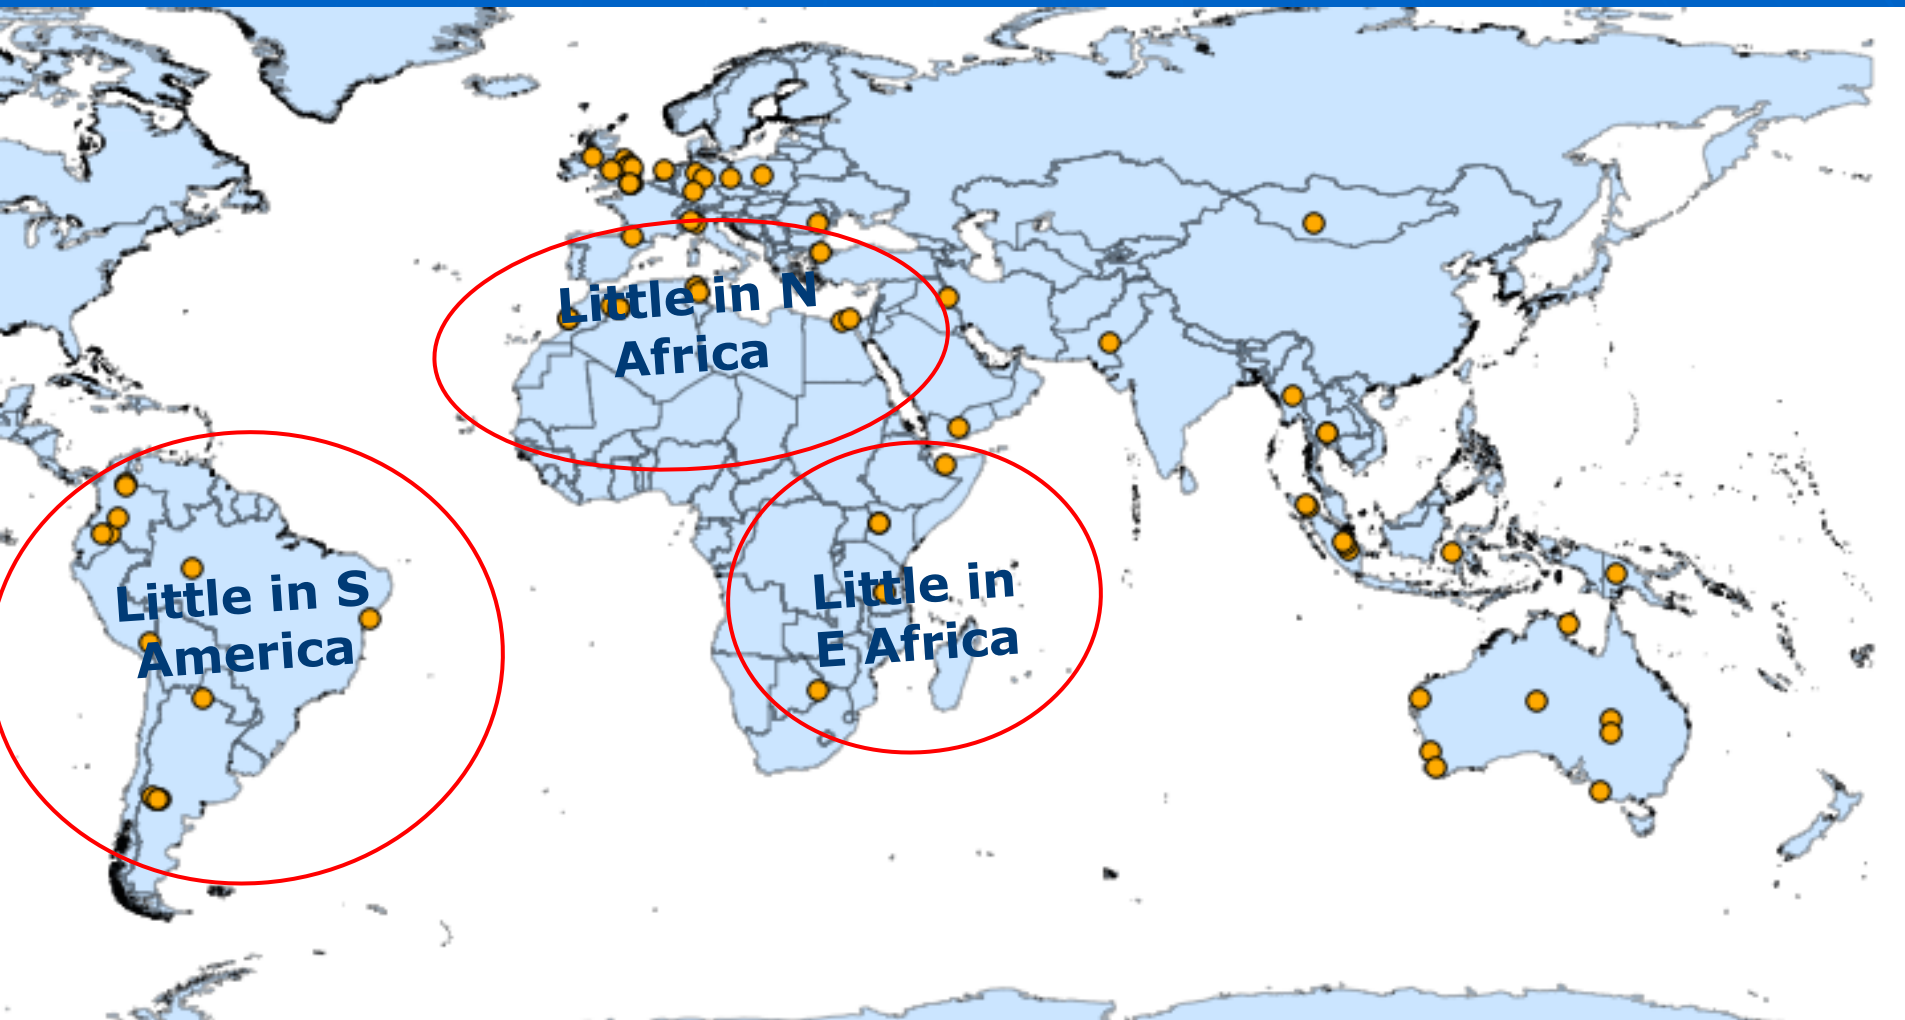 Little in N
Africa
Little in S
America
Little in
E Africa